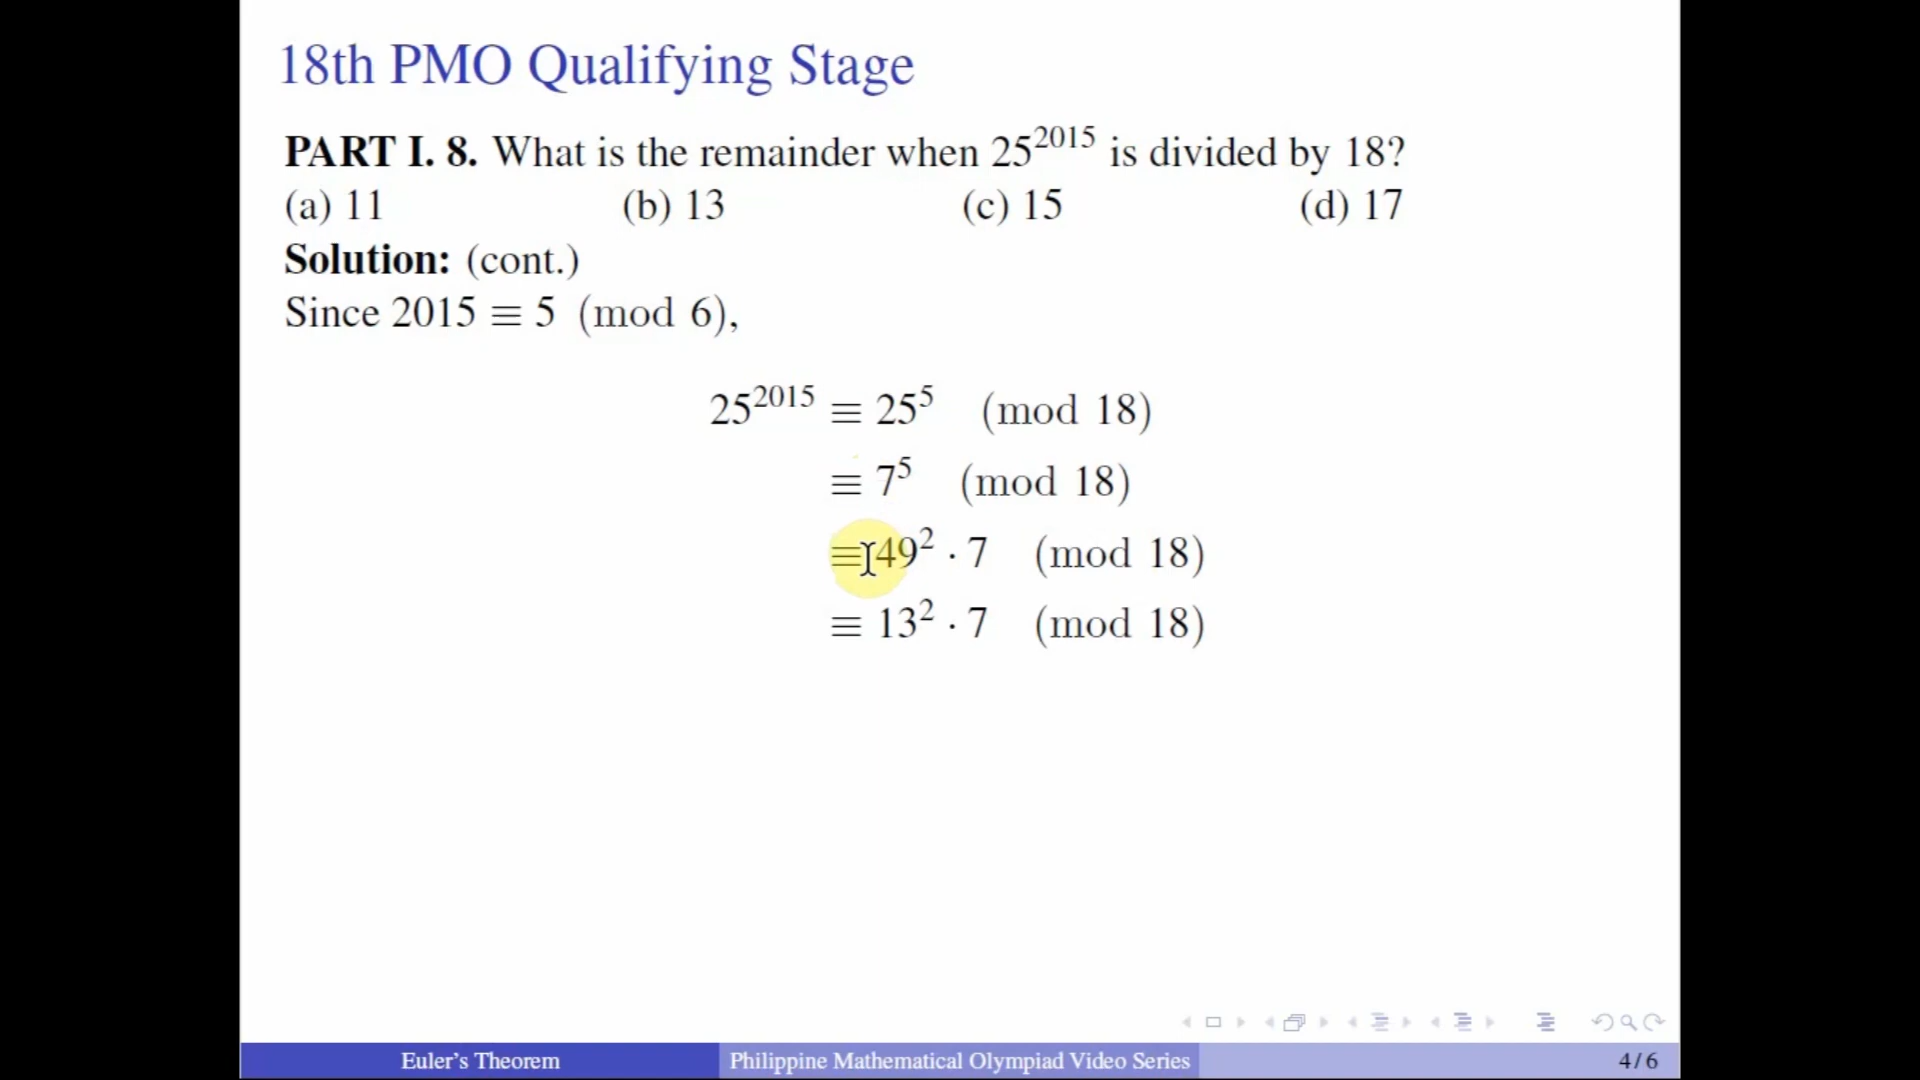 18th PMO Qualifying Stage
PART I. 8. What is the remainder when 25^2015 is divided by 18?
(a) 11 (b) 13 (c) 15 (d) 17
Solution: (cont.)
Since 2015 ≡ 5 (mod 6),
25^2015 ≡ 25^5 (mod 18)
≡ 7^5 (mod 18)
≡ 49^2 · 7 (mod 18)
≡ 13^2 · 7 (mod 18)
Euler's Theorem Philippine Mathematical Olympiad Video Series 4/6